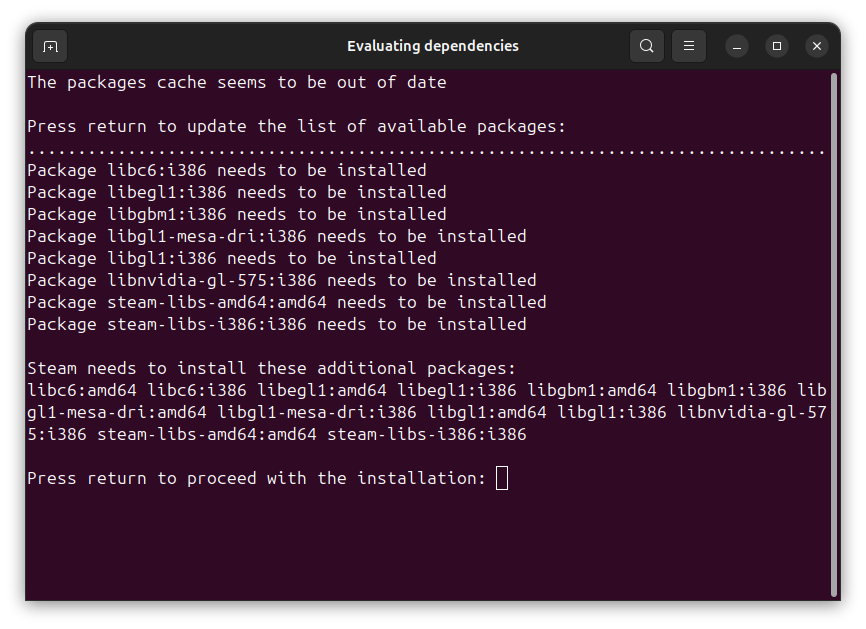 Evaluating dependencies
The packages cache seems to be out of date
Press return to update the list of available packages:
................................................................................
Package libc6:i386 needs to be installed
Package libegl1:i386 needs to be installed
Package libgbm1:i386 needs to be installed
Package libgl1-mesa-dri:i386 needs to be installed
Package libgl1:i386 needs to be installed
Package libnvidia-gl-575:i386 needs to be installed
Package steam-libs-amd64:amd64 needs to be installed
Package steam-libs-i386:i386 needs to be installed
Steam needs to install these additional packages:
libc6:amd64 libc6:i386 libegl1:amd64 libegl1:i386 libgbm1:amd64 libgbm1:i386 lib
gl1-mesa-dri:amd64 libgl1-mesa-dri:i386 libgl1:amd64 libgl1:i386 libnvidia-gl-57
5:i386 steam-libs-amd64:amd64 steam-libs-i386:i386
Press return to proceed with the installation: